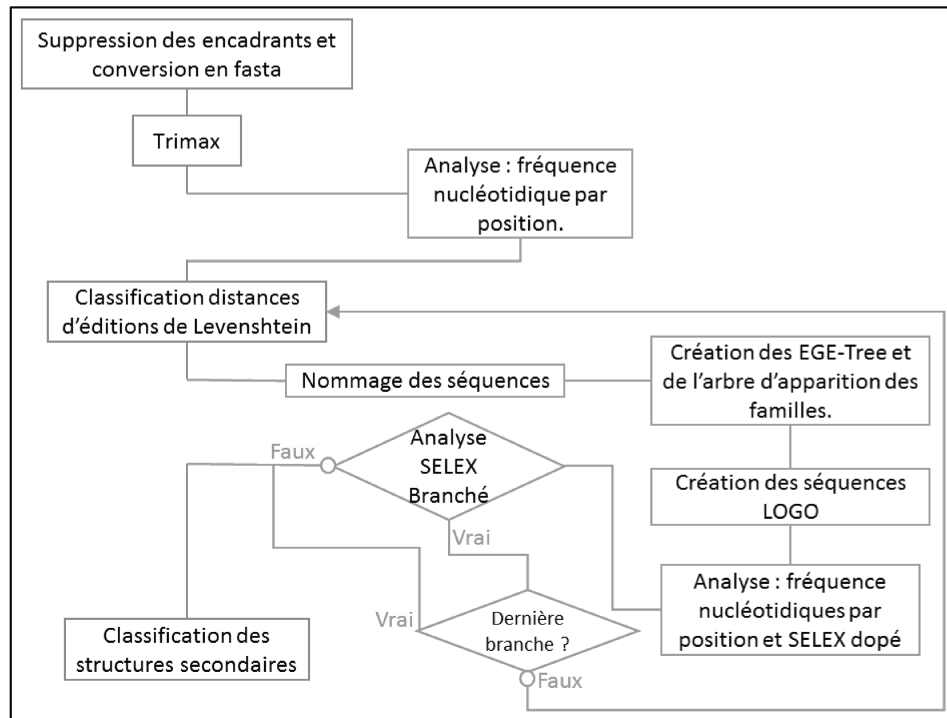 Suppression des encadrants et
conversion en fasta
Trimax
Analyse : fréquence
nucléotidique par
position.
Classification distances
d'éditions de Levenshtein
Nommage des séquences
Création des EGE-Tree et
de l'arbre d'apparition des
familles.
Création des séquences
LOGO
Analyse : fréquence
nucléotidiques par
position et SELEX dopé
Analyse
SELEX
Branché
Faux
Vrai
Dernière
branche ?
Vrai
Faux
Classification des
structures secondaires